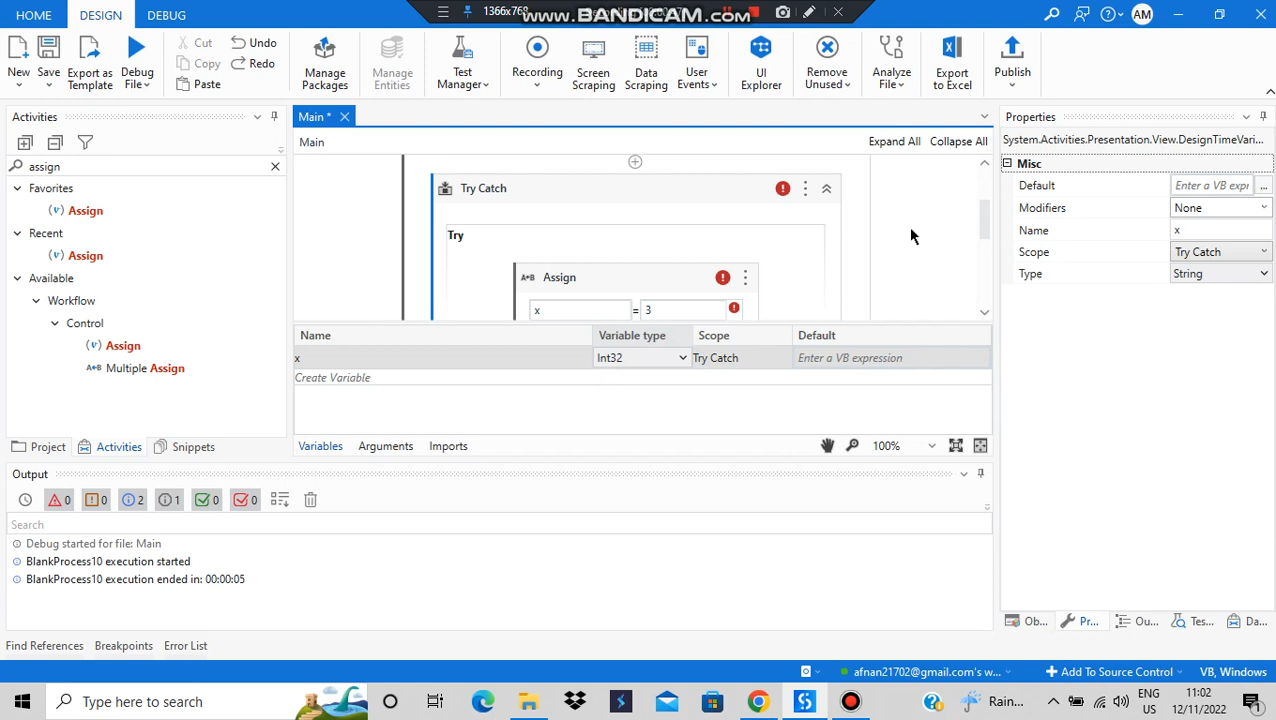 HOME DESIGN DEBUG
1366x768
www.BANDICAM.com
AM
New Save Export as Template Debug File Cut Copy Paste Undo Redo Manage Packages Manage Entities Test Manager Recording Screen Scraping Data Scraping User Events UI Explorer Remove Unused Analyze File Export to Excel Publish
Activities
assign
Favorites
Assign
Recent
Assign
Available
Workflow
Control
Assign
Multiple Assign
Project Activities Snippets
Main *
Main Expand All Collapse All
Try Catch
Try
A*B Assign
x = 3
Name Variable type Scope Default
x Int32 Try Catch Enter a VB expression
Create Variable
Variables Arguments Imports 100%
Properties
System.Activities.Presentation.View.DesignTimeVari...
Misc
Default Enter a VB expr ...
Modifiers None
Name x
Scope Try Catch
Type String
Ob... Pr... Ou... Tes... Da...
Output
0 0 2 1 0 0
Search
Debug started for file: Main
BlankProcess10 execution started
BlankProcess10 execution ended in: 00:00:05
Find References Breakpoints Error List
afnan21702@gmail.com's w... Add To Source Control VB, Windows
Type here to search
Rain... ENG US 11:02 12/11/2022 1